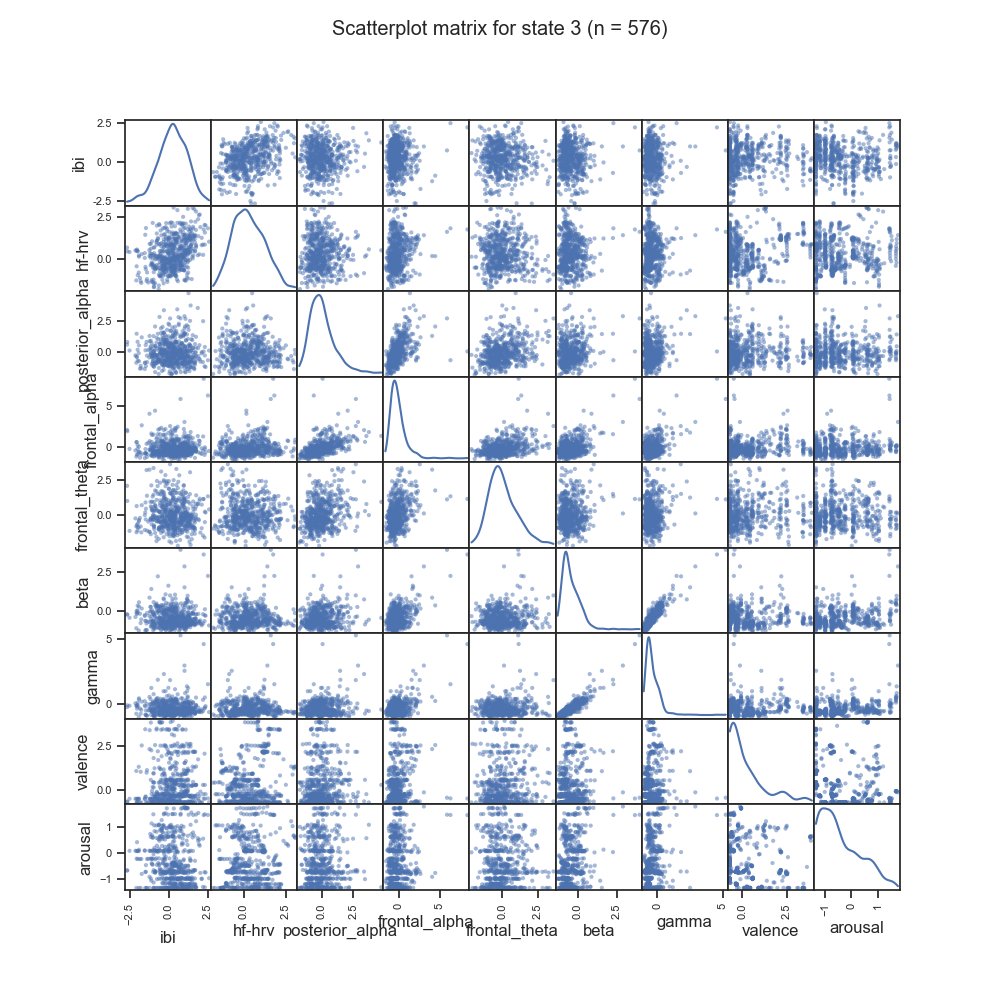 Scatterplot matrix for state 3 (n = 576)
ibi
2.5
0.0
-2.5
hf-hrv
2.5
0.0
posterior_alpha
2.5
0.0
frontal_alpha
5
0
frontal_theta
2.5
0.0
beta
2.5
0.0
gamma
5
0
valence
2.5
0.0
arousal
1
0
−1
−2.5 0.0 2.5 0.0 2.5 0.0 2.5 0 5 0.0 2.5 0.0 2.5 0 5 0.0 2.5 −1 0 1
ibi hf-hrv posterior_alpha frontal_alpha frontal_theta beta gamma valence arousal